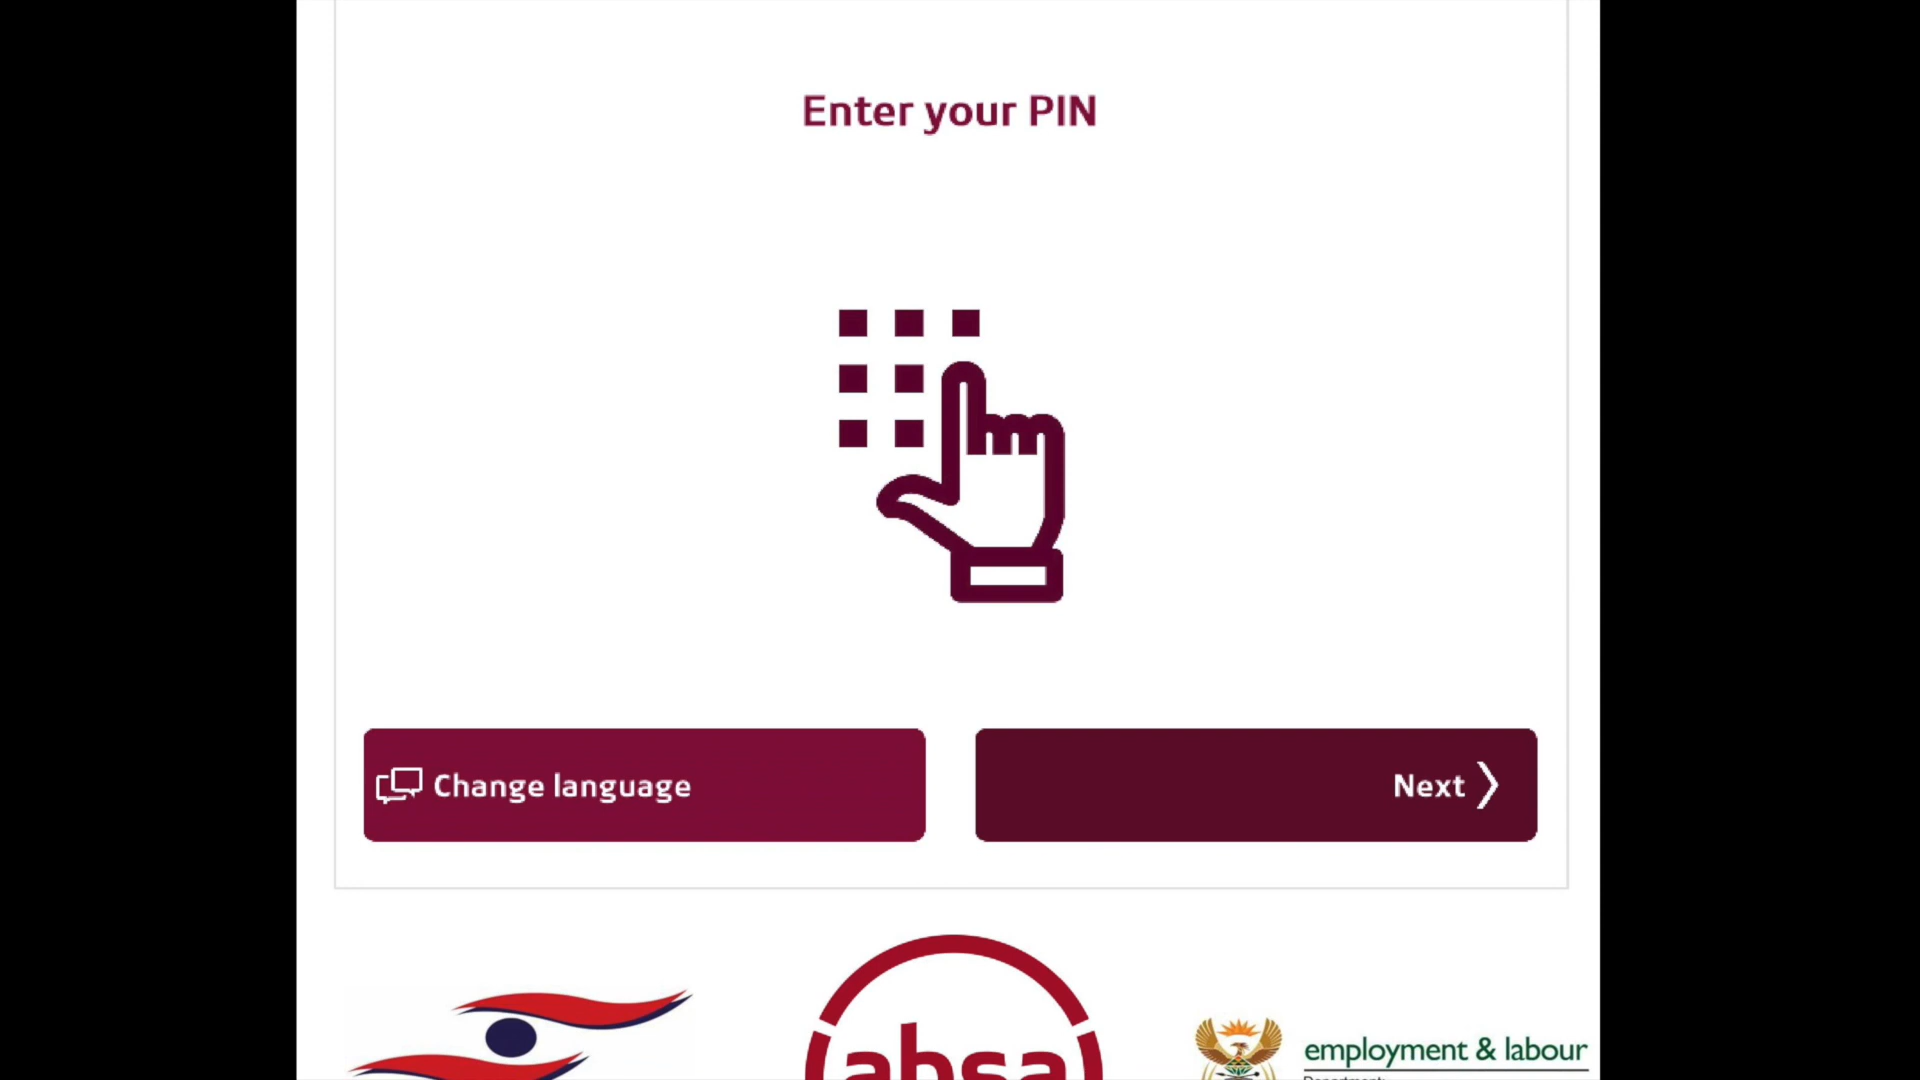 Enter your PIN
Change language
Next
absa
employment & labour